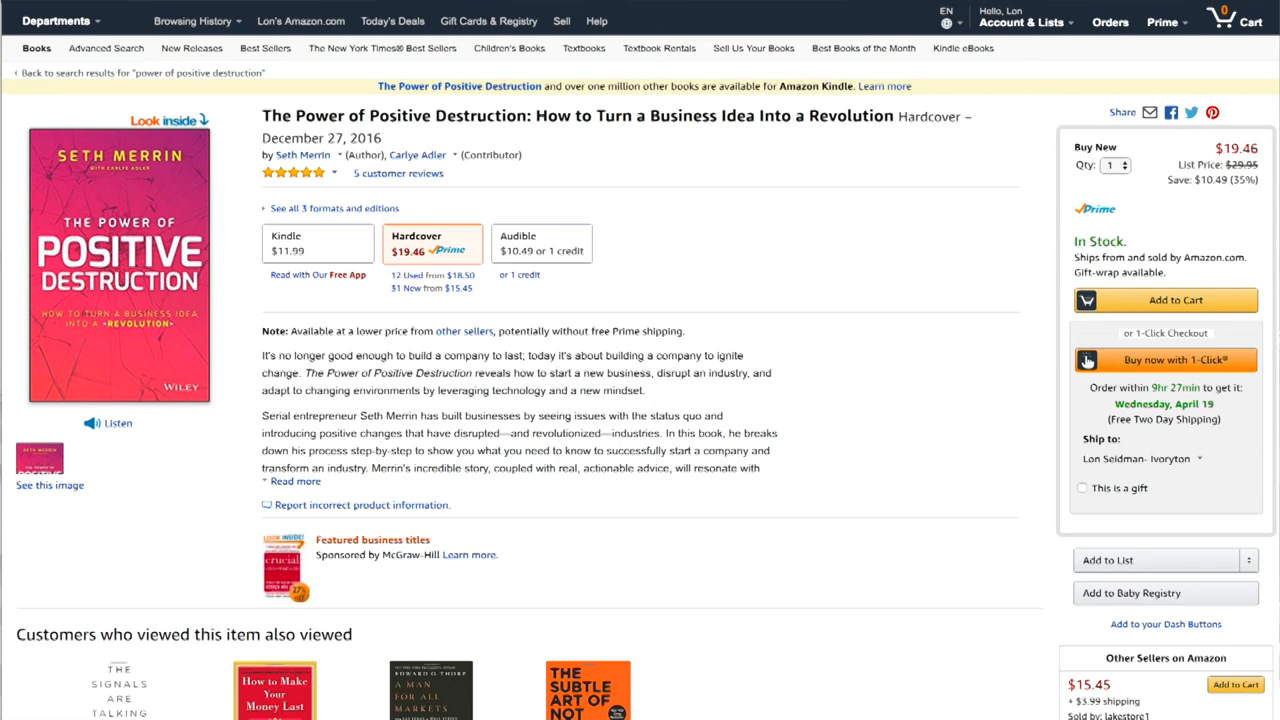 Departments
Browsing History
Lon's Amazon.com
Today's Deals
Gift Cards & Registry
Sell
Help
EN
Hello, Lon
Account & Lists
Orders
Prime
0
Cart
Books
Advanced Search
New Releases
Best Sellers
The New York Times® Best Sellers
Children's Books
Textbooks
Textbook Rentals
Sell Us Your Books
Best Books of the Month
Kindle eBooks
‹ Back to search results for "power of positive destruction"
The Power of Positive Destruction and over one million other books are available for Amazon Kindle. Learn more
Look inside
SETH MERRIN
WITH CARLYE ADLER
THE POWER OF
POSITIVE
DESTRUCTION
HOW TO TURN A BUSINESS IDEA
INTO A «REVOLUTION»
WILEY
Listen
SETH MERRIN
THE POWER OF
POSITIVE
See this image
The Power of Positive Destruction: How to Turn a Business Idea Into a Revolution Hardcover –
December 27, 2016
by Seth Merrin (Author), Carlye Adler (Contributor)
5 customer reviews
See all 3 formats and editions
Kindle
$11.99
Read with Our Free App
Hardcover
$19.46 Prime
12 Used from $18.50
31 New from $15.45
Audible
$10.49 or 1 credit
or 1 credit
Note: Available at a lower price from other sellers, potentially without free Prime shipping.
It's no longer good enough to build a company to last; today it's about building a company to ignite
change. The Power of Positive Destruction reveals how to start a new business, disrupt an industry, and
adapt to changing environments by leveraging technology and a new mindset.
Serial entrepreneur Seth Merrin has built businesses by seeing issues with the status quo and
introducing positive changes that have disrupted—and revolutionized—industries. In this book, he breaks
down his process step-by-step to show you what you need to know to successfully start a company and
transform an industry. Merrin's incredible story, coupled with real, actionable advice, will resonate with
Read more
Report incorrect product information.
LOOK INSIDE!
crucial
Featured business titles
Sponsored by McGraw-Hill Learn more.
Share
Buy New
$19.46
Qty: 1
List Price: $29.95
Save: $10.49 (35%)
Prime
In Stock.
Ships from and sold by Amazon.com.
Gift-wrap available.
Add to Cart
or 1-Click Checkout
Buy now with 1-Click®
Order within 9hr 27min to get it:
Wednesday, April 19
(Free Two Day Shipping)
Ship to:
Lon Seidman- Ivoryton
This is a gift
Add to List
Add to Baby Registry
Add to your Dash Buttons
Other Sellers on Amazon
$15.45
Add to Cart
+ $3.99 shipping
Sold by: lakestore1
Customers who viewed this item also viewed
THE
SIGNALS
ARE
TALKING
How to Make
Your
Money Last
EDWARD O. THORP
A MAN
FOR ALL
MARKETS
THE
SUBTLE
ART OF
NOT